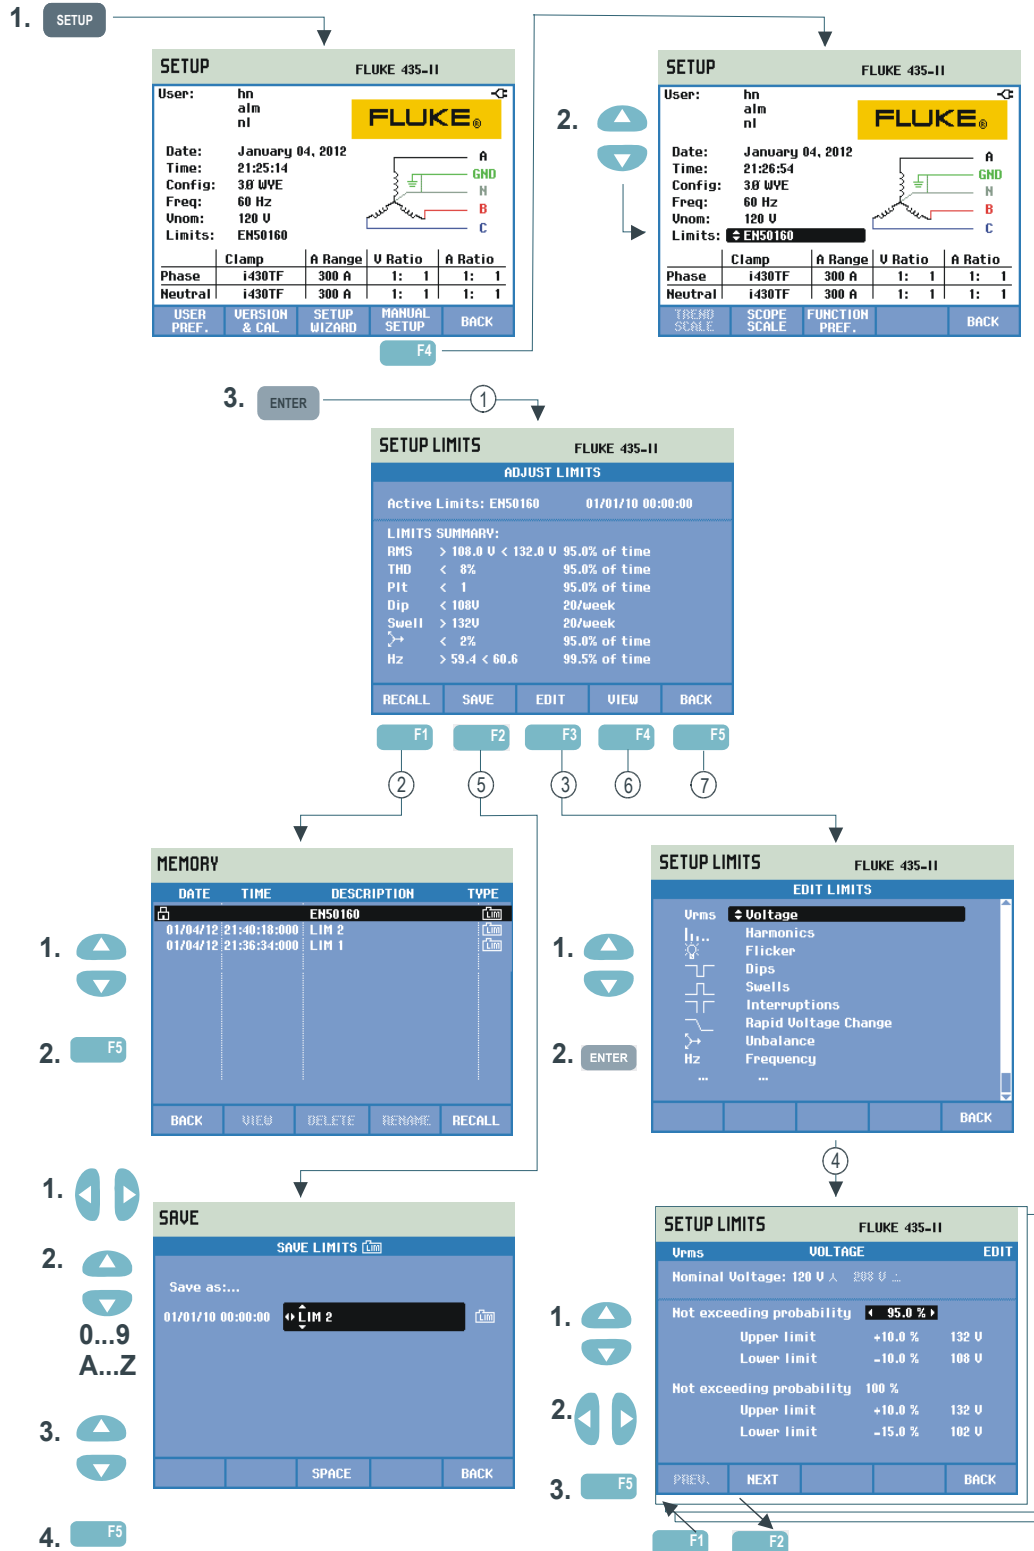 1. SETUP
SETUP FLUKE 435-II
User: hn
alm
nl
FLUKE®
Date: January 04, 2012
Time: 21:25:14
Config: 3Ø WYE
Freq: 60 Hz
Vnom: 120 V
Limits: EN50160
A
GND
N
B
C
Clamp A Range V Ratio A Ratio
Phase i430TF 300 A 1: 1 1: 1
Neutral i430TF 300 A 1: 1 1: 1
USER PREF. VERSION & CAL SETUP WIZARD MANUAL SETUP BACK
F4
2.
SETUP FLUKE 435-II
User: hn
alm
nl
FLUKE®
Date: January 04, 2012
Time: 21:26:54
Config: 3Ø WYE
Freq: 60 Hz
Vnom: 120 V
Limits: EN50160
A
GND
N
B
C
Clamp A Range V Ratio A Ratio
Phase i430TF 300 A 1: 1 1: 1
Neutral i430TF 300 A 1: 1 1: 1
TREND SCALE SCOPE SCALE FUNCTION PREF. BACK
3. ENTER 1
SETUP LIMITS FLUKE 435-II
ADJUST LIMITS
Active Limits: EN50160 01/01/10 00:00:00
LIMITS SUMMARY:
RMS > 108.0 V < 132.0 V 95.0% of time
THD < 8% 95.0% of time
Plt < 1 95.0% of time
Dip < 108V 20/week
Swell > 132V 20/week
< 2% 95.0% of time
Hz > 59.4 < 60.6 99.5% of time
RECALL SAVE EDIT VIEW BACK
F1 F2 F3 F4 F5
2 5 3 6 7
MEMORY
DATE TIME DESCRIPTION TYPE
EN50160 Lim
01/04/12 21:40:18:000 LIM 2 Lim
01/04/12 21:36:34:000 LIM 1 Lim
BACK VIEW DELETE RENAME RECALL
1.
2. F5
SETUP LIMITS FLUKE 435-II
EDIT LIMITS
Vrms Voltage
Harmonics
Flicker
Dips
Swells
Interruptions
Rapid Voltage Change
Unbalance
Hz Frequency
... ...
BACK
1.
2. ENTER
4
1.
2.
0...9
A...Z
3.
4. F5
SAVE
SAVE LIMITS Lim
Save as:...
01/01/10 00:00:00 LIM 2 Lim
SPACE BACK
SETUP LIMITS FLUKE 435-II
Vrms VOLTAGE EDIT
Nominal Voltage: 120 V 208 V
Not exceeding probability 95.0 %
Upper limit +10.0 % 132 V
Lower limit -10.0 % 108 V
Not exceeding probability 100 %
Upper limit +10.0 % 132 V
Lower limit -15.0 % 102 V
PREV. NEXT BACK
1.
2.
3. F5
F1 F2